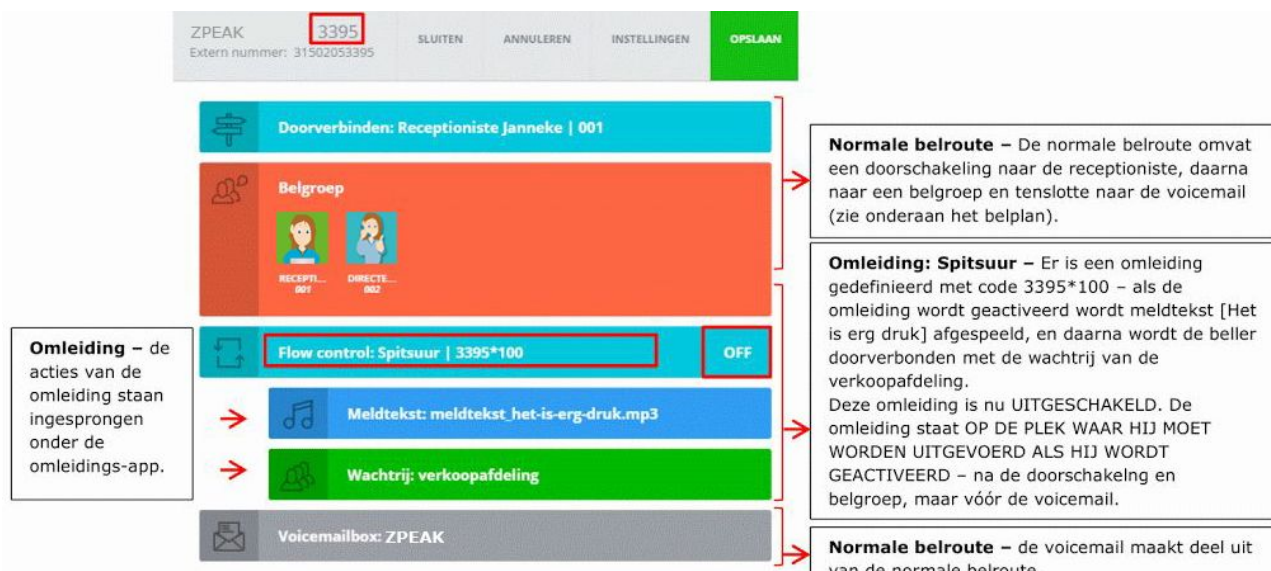 ZPEAK 3395
Extern nummer: 31502053395
SLUITEN ANNULEREN INSTELLINGEN OPSLAAN
Doorverbinden: Receptioniste Janneke | 001
Belgroep
RECEPTI... DIRECTE...
001 002
Flow control: Spitsuur | 3395*100 OFF
Meldtekst: meldtekst_het-is-erg-druk.mp3
Wachtrij: verkoopafdeling
Voicemailbox: ZPEAK
Omleiding – de
acties van de
omleiding staan
ingesprongen
onder de
omleidings-app.
Normale belroute – De normale belroute omvat
een doorschakeling naar de receptioniste, daarna
naar een belgroep en tenslotte naar de voicemail
(zie onderaan het belplan).
Omleiding: Spitsuur – Er is een omleiding
gedefinieerd met code 3395*100 – als de
omleiding wordt geactiveerd wordt meldtekst [Het
is erg druk] afgespeeld, en daarna wordt de beller
doorverbonden met de wachtrij van de
verkoopafdeling.
Deze omleiding is nu UITGESCHAKELD. De
omleiding staat OP DE PLEK WAAR HIJ MOET
WORDEN UITGEVOERD ALS HIJ WORDT
GEACTIVEERD – na de doorschakelng en
belgroep, maar vóór de voicemail.
Normale belroute – de voicemail maakt deel uit
van de normale belroute